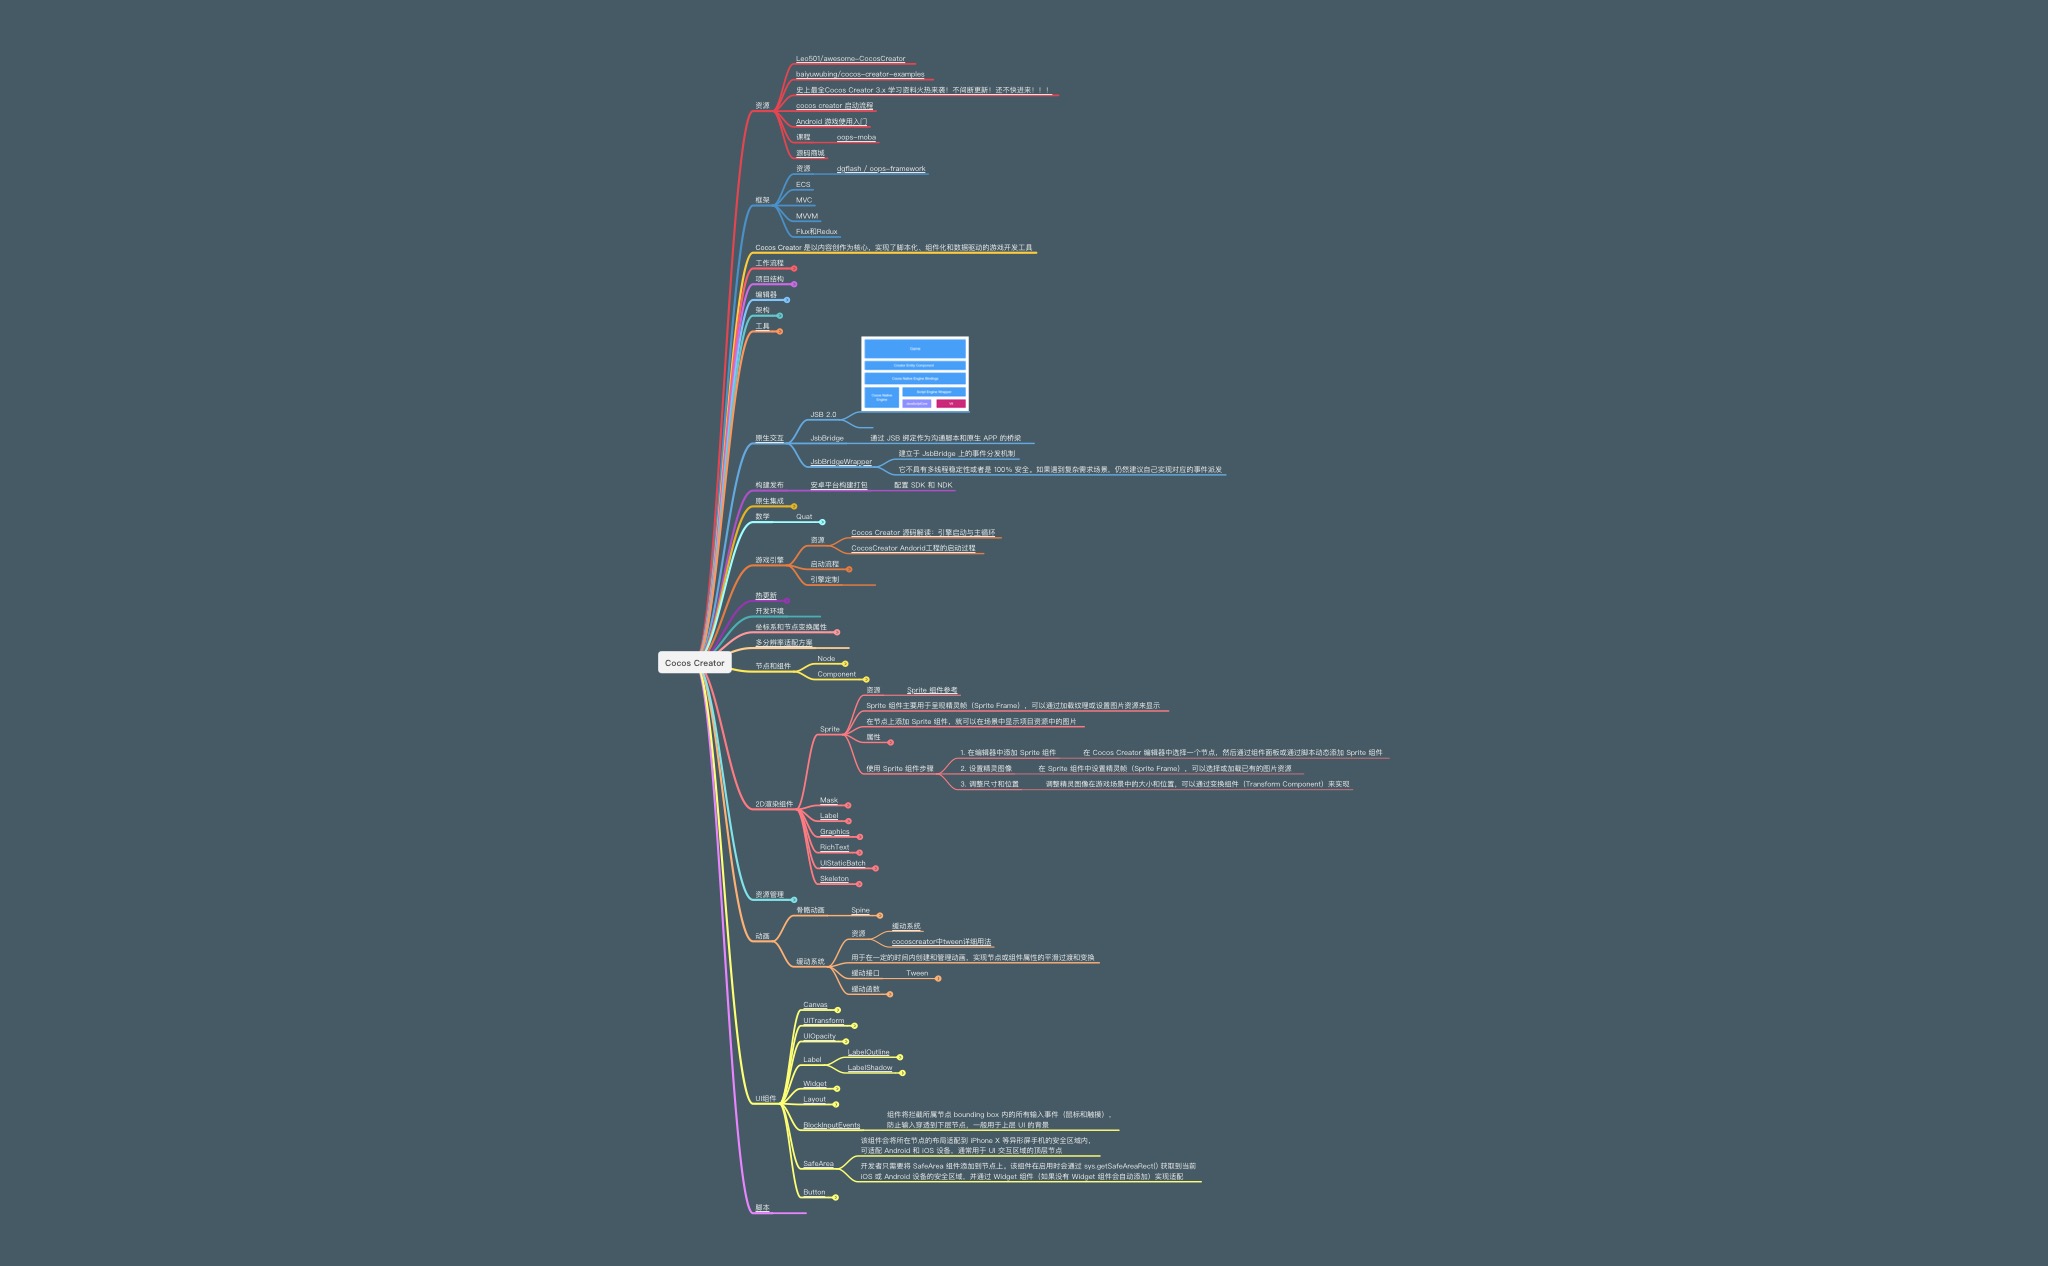 Leo501/awesome-CocosCreator
baiyuwubing/cocos-creator-examples
史上最全Cocos Creator 3.x 学习资料火热来袭！不间断更新！还不快进来！！！
资源
cocos creator 启动流程
Android 游戏使用入门
课程
oops-moba
源码商城
资源
dgflash / oops-framework
ECS
框架
MVC
MVVM
Flux和Redux
Cocos Creator 是以内容创作为核心，实现了脚本化、组件化和数据驱动的游戏开发工具
工作流程
项目结构
编辑器
架构
工具
JSB 2.0
原生交互
JsbBridge
通过 JSB 绑定作为沟通脚本和原生 APP 的桥梁
建立于 JsbBridge 上的事件分发机制
JsbBridgeWrapper
它不具有多线程稳定性或者是 100% 安全。如果遇到复杂需求场景，仍然建议自己实现对应的事件派发
构建发布
安卓平台构建打包
配置 SDK 和 NDK
原生集成
数学
Quat
Cocos Creator 源码解读：引擎启动与主循环
资源
CocosCreator Andorid工程的启动过程
游戏引擎
启动流程
引擎定制
热更新
开发环境
坐标系和节点变换属性
多分辨率适配方案
Cocos Creator
节点和组件
Node
Component
资源
Sprite 组件参考
Sprite 组件主要用于呈现精灵帧（Sprite Frame），可以通过加载纹理或设置图片资源来显示
在节点上添加 Sprite 组件，就可以在场景中显示项目资源中的图片
Sprite
属性
1. 在编辑器中添加 Sprite 组件
在 Cocos Creator 编辑器中选择一个节点，然后通过组件面板或通过脚本动态添加 Sprite 组件
使用 Sprite 组件步骤
2. 设置精灵图像
在 Sprite 组件中设置精灵帧（Sprite Frame），可以选择或加载已有的图片资源
3. 调整尺寸和位置
调整精灵图像在游戏场景中的大小和位置，可以通过变换组件（Transform Component）来实现
2D渲染组件
Mask
Label
Graphics
RichText
UIStaticBatch
Skeleton
资源管理
骨骼动画
Spine
动画
资源
缓动系统
cocoscreator中tween详细用法
缓动系统
用于在一定的时间内创建和管理动画，实现节点或组件属性的平滑过渡和变换
缓动接口
Tween
缓动函数
Canvas
UITransform
UIOpacity
Label
LabelOutline
LabelShadow
Widget
UI组件
Layout
组件将拦截所属节点 bounding box 内的所有输入事件（鼠标和触摸），
防止输入穿透到下层节点，一般用于上层 UI 的背景
BlockInputEvents
该组件会将所在节点的布局适配到 iPhone X 等异形屏手机的安全区域内，
可适配 Android 和 iOS 设备，通常用于 UI 交互区域的顶层节点
SafeArea
开发者只需要将 SafeArea 组件添加到节点上，该组件在启用时会通过 sys.getSafeAreaRect() 获取到当前
iOS 或 Android 设备的安全区域，并通过 Widget 组件（如果没有 Widget 组件会自动添加）实现适配
Button
脚本